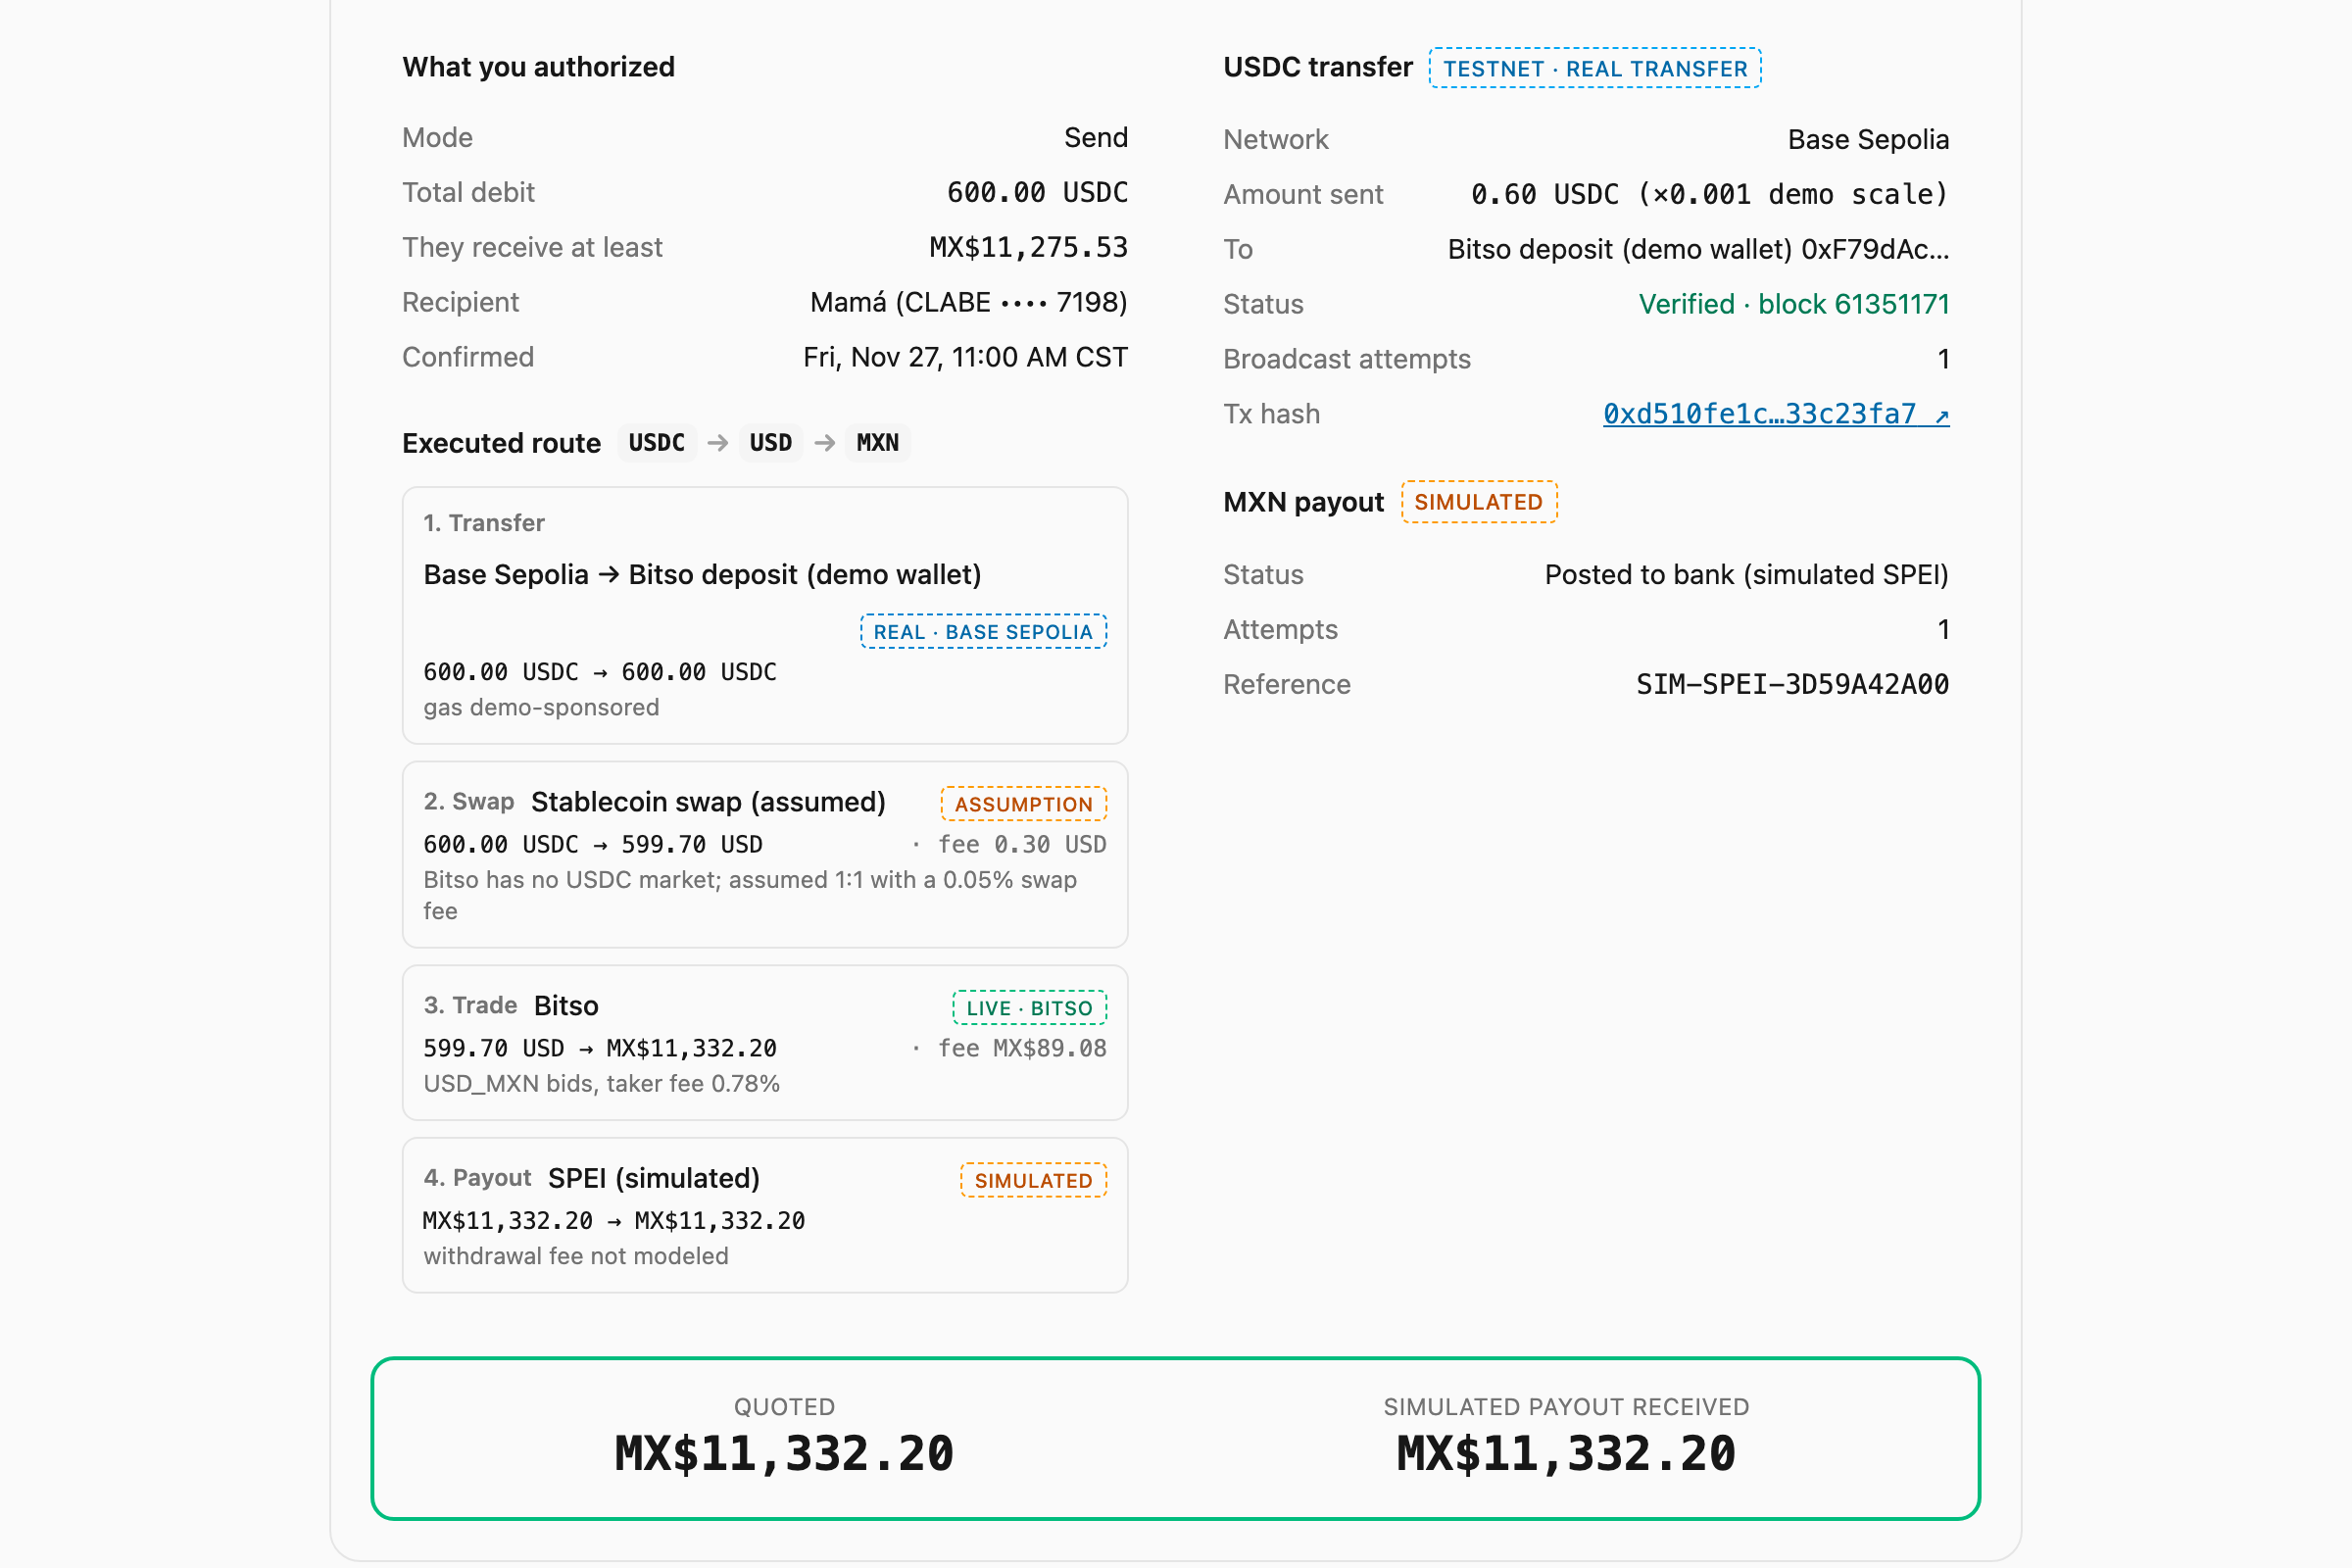 What you authorized
Mode Send
Total debit 600.00 USDC
They receive at least MX$11,275.53
Recipient Mamá (CLABE •••• 7198)
Confirmed Fri, Nov 27, 11:00 AM CST
Executed route USDC → USD → MXN
1. Transfer
Base Sepolia → Bitso deposit (demo wallet)
REAL · BASE SEPOLIA
600.00 USDC → 600.00 USDC
gas demo-sponsored
2. Swap Stablecoin swap (assumed) ASSUMPTION
600.00 USDC → 599.70 USD · fee 0.30 USD
Bitso has no USDC market; assumed 1:1 with a 0.05% swap
fee
3. Trade Bitso LIVE · BITSO
599.70 USD → MX$11,332.20 · fee MX$89.08
USD_MXN bids, taker fee 0.78%
4. Payout SPEI (simulated) SIMULATED
MX$11,332.20 → MX$11,332.20
withdrawal fee not modeled
USDC transfer TESTNET · REAL TRANSFER
Network Base Sepolia
Amount sent 0.60 USDC (×0.001 demo scale)
To Bitso deposit (demo wallet) 0xF79dAc…
Status Verified · block 61351171
Broadcast attempts 1
Tx hash 0xd510fe1c…33c23fa7 ↗
MXN payout SIMULATED
Status Posted to bank (simulated SPEI)
Attempts 1
Reference SIM-SPEI-3D59A42A00
QUOTED
MX$11,332.20
SIMULATED PAYOUT RECEIVED
MX$11,332.20